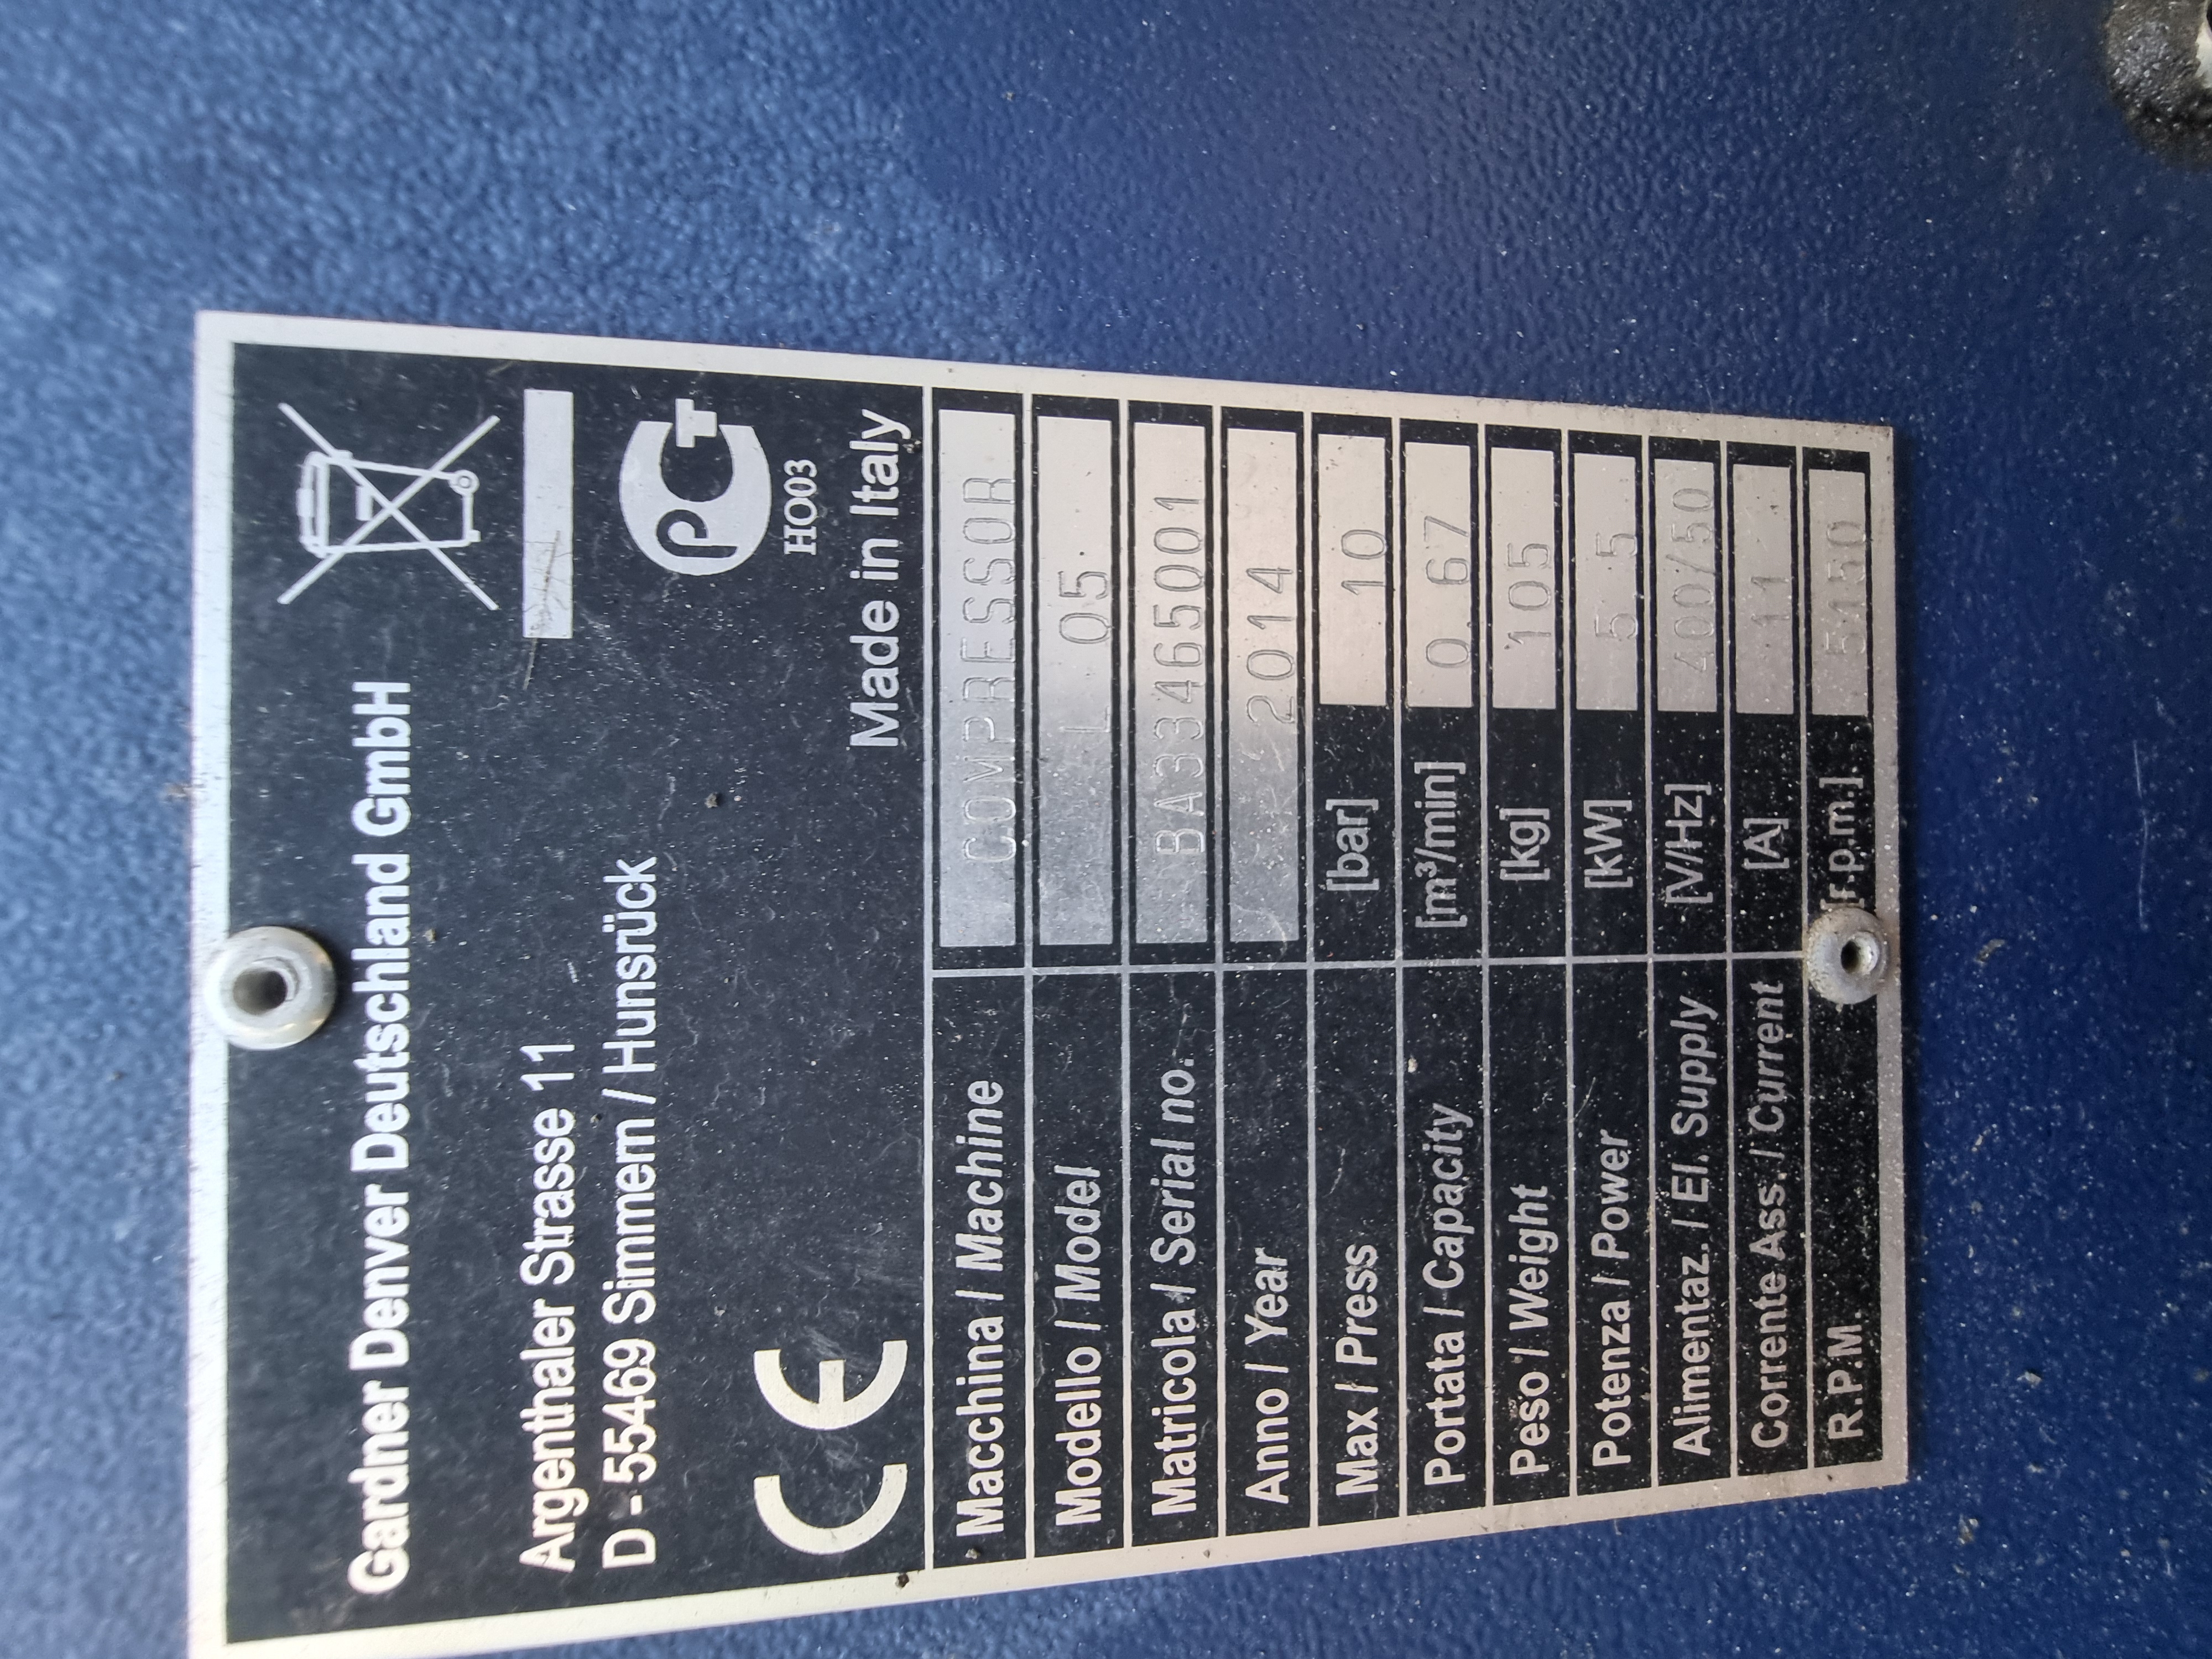 Gardner Denver Deutschland GmbH
Argenthaler Strasse 11
D - 55469 Simmern / Hunsrück
CE
РСТ
HO03
Made in Italy
Macchina / Machine COMPRESSOR
Modello / Model L 05
Matricola / Serial no. BA33465001
Anno / Year 2014
Max / Press [bar] 10
Portata / Capacity [m³/min] 0.67
Peso / Weight [kg] 105
Potenza / Power [kW] 5.5
Alimentaz. / El. Supply [V/Hz] 400/50
Corrente Ass. / Current [A] 11
R.P.M. [r.p.m.]. 5150